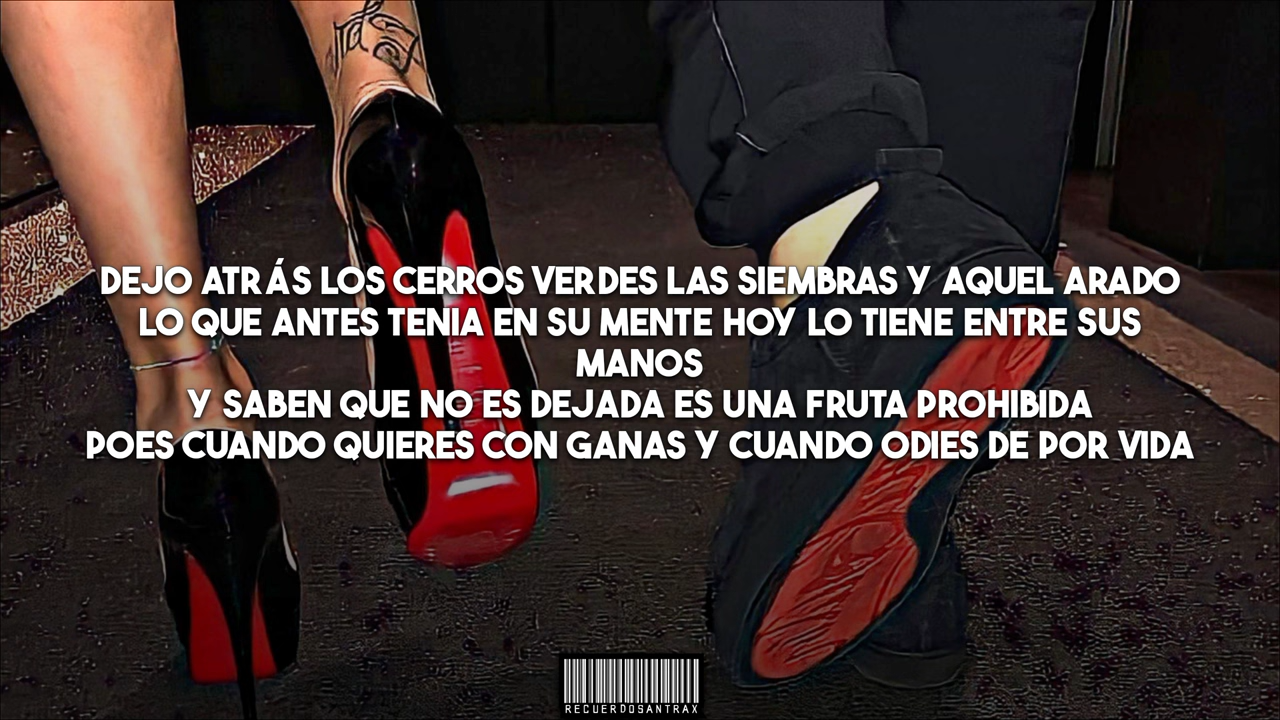 DEJO ATRÁS LOS CERROS VERDES LAS SIEMBRAS Y AQUEL ARADO
LO QUE ANTES TENIA EN SU MENTE HOY LO TIENE ENTRE SUS
MANOS
Y SABEN QUE NO ES DEJADA ES UNA FRUTA PROHIBIDA
POES CUANDO QUIERES CON GANAS Y CUANDO ODIES DE POR VIDA
RECUERDOSANTRAX